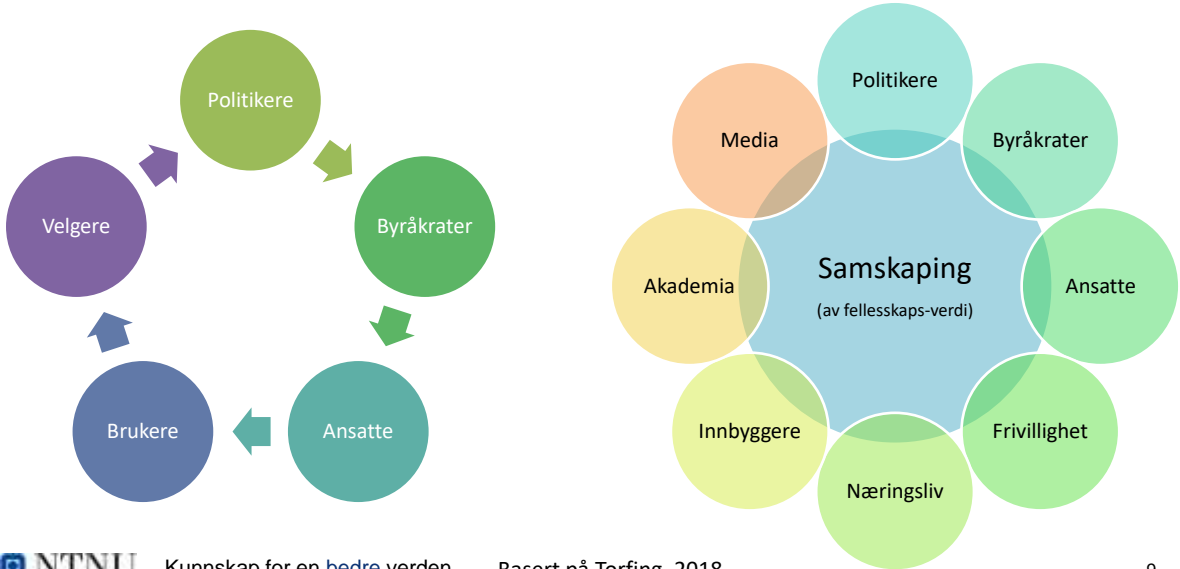 Politikere
Byråkrater
Ansatte
Brukere
Velgere
Politikere
Byråkrater
Ansatte
Frivillighet
Næringsliv
Innbyggere
Akademia
Media
Samskaping
(av fellesskaps-verdi)
NTNU
Kunnskap for en bedre verden
Basert på Torfing, 2018
9